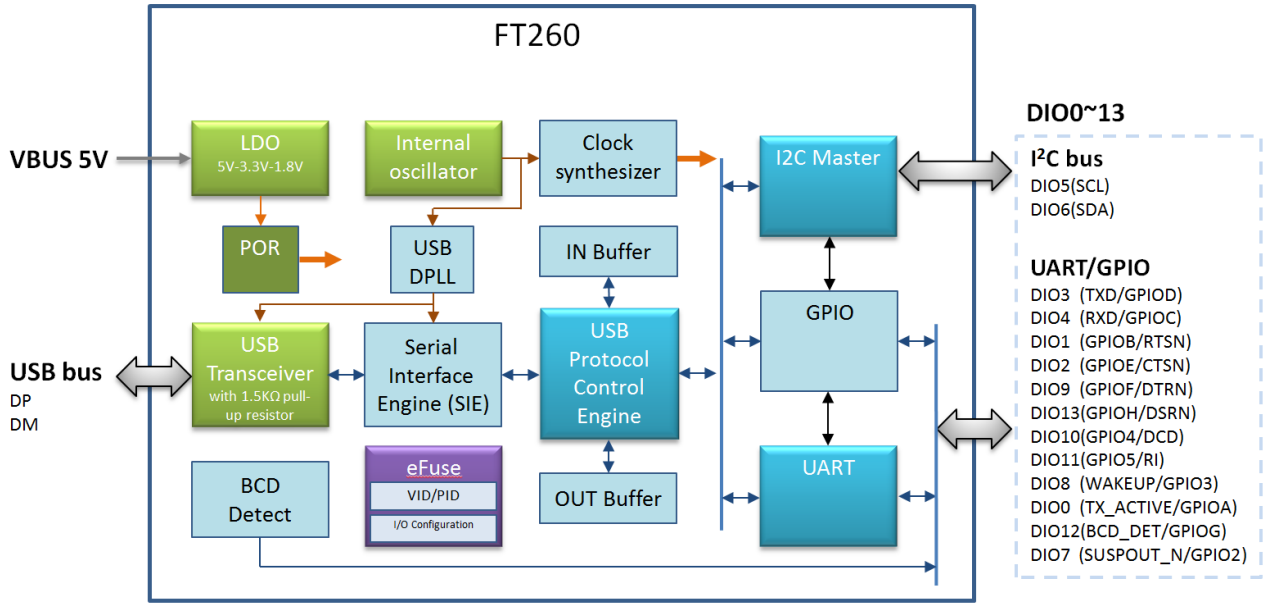 FT260
VBUS 5V
LDO
5V-3.3V-1.8V
Internal
oscillator
Clock
synthesizer
POR
USB
DPLL
IN Buffer
USB
Transceiver
with 1.5KΩ pull-
up resistor
Serial
Interface
Engine (SIE)
USB
Protocol
Control
Engine
USB bus
DP
DM
BCD
Detect
eFuse
VID/PID
I/O Configuration
OUT Buffer
I2C Master
GPIO
UART
DIO0~13
I²C bus
DIO5(SCL)
DIO6(SDA)
UART/GPIO
DIO3 (TXD/GPIOD)
DIO4 (RXD/GPIOC)
DIO1 (GPIOB/RTSN)
DIO2 (GPIOE/CTSN)
DIO9 (GPIOF/DTRN)
DIO13(GPIOH/DSRN)
DIO10(GPIO4/DCD)
DIO11(GPIO5/RI)
DIO8 (WAKEUP/GPIO3)
DIO0 (TX_ACTIVE/GPIOA)
DIO12(BCD_DET/GPIOG)
DIO7 (SUSPOUT_N/GPIO2)